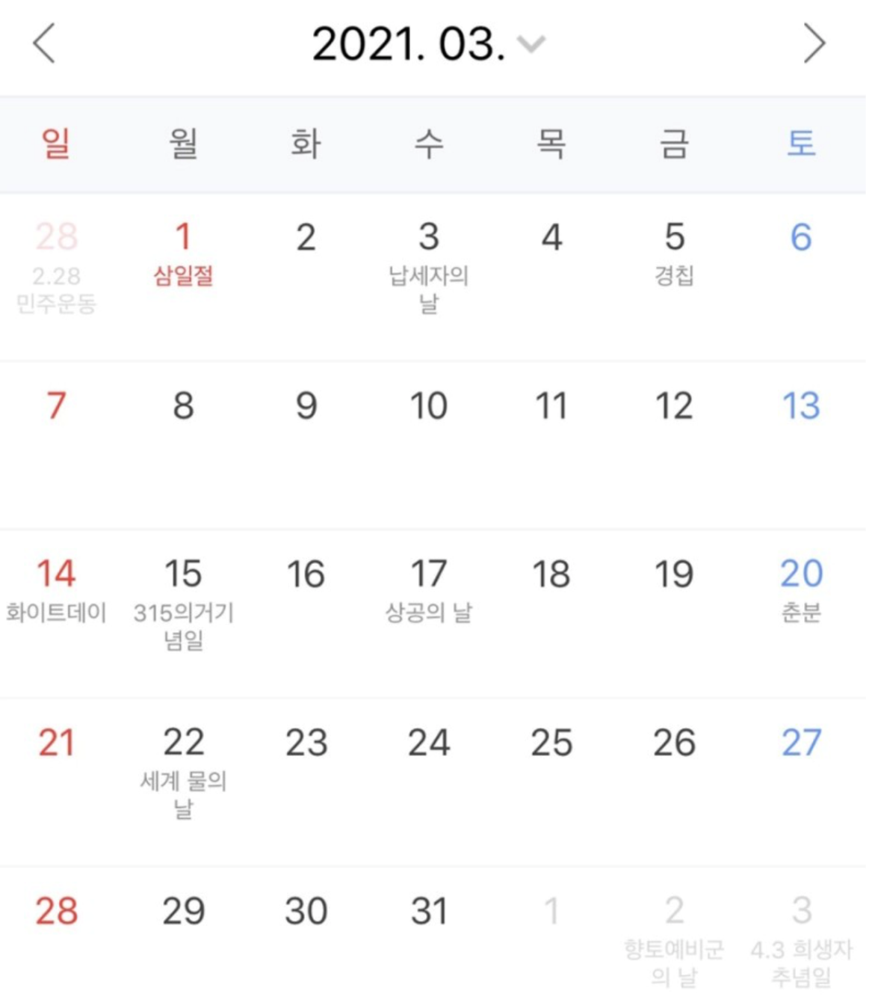 2021. 03.
일 월 화 수 목 금 토
28 1 2 3 4 5 6
2.28 삼일절 납세자의 경칩
민주운동 날
7 8 9 10 11 12 13
14 15 16 17 18 19 20
화이트데이 315의거기 상공의 날 춘분
념일
21 22 23 24 25 26 27
세계 물의
날
28 29 30 31 1 2 3
향토예비군 4.3 희생자
의 날 추념일